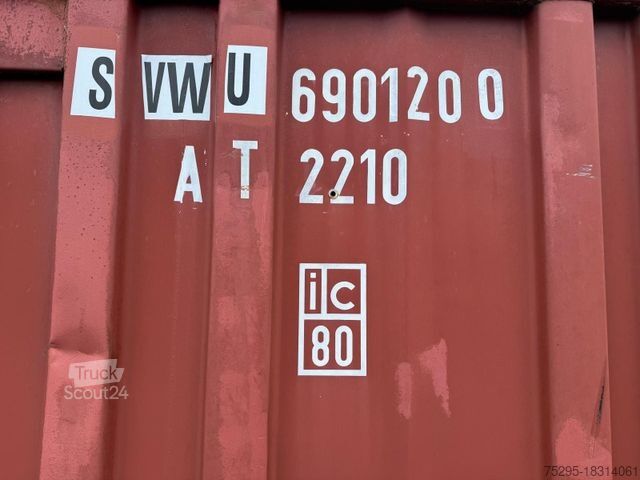 SVWU 690120 0
AT 2210
ic
80
Truck
Scout24
75295-18314061